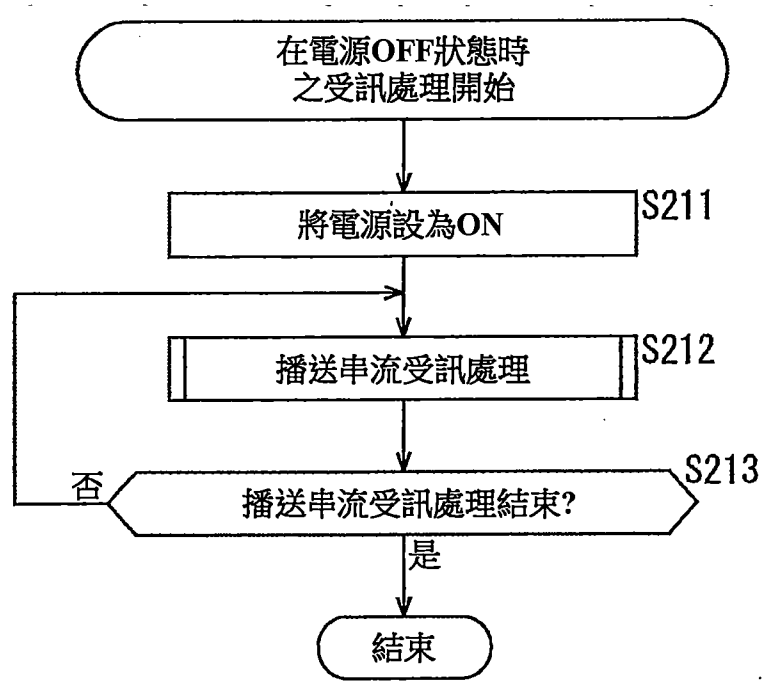 在電源OFF狀態時
之受訊處理開始
將電源設為ON
S211
播送串流受訊處理
S212
播送串流受訊處理結束?
S213
否
是
結束